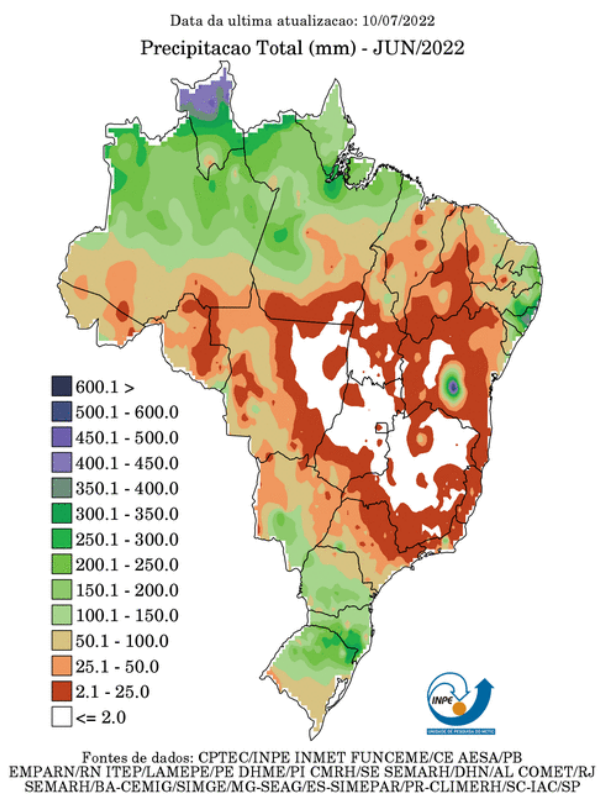 Data da ultima atualizacao: 10/07/2022
Precipitacao Total (mm) - JUN/2022
600.1 >
500.1 - 600.0
450.1 - 500.0
400.1 - 450.0
350.1 - 400.0
300.1 - 350.0
250.1 - 300.0
200.1 - 250.0
150.1 - 200.0
100.1 - 150.0
50.1 - 100.0
25.1 - 50.0
2.1 - 25.0
<= 2.0
INPE
UNIDADE DE PESQUISA DO MCTIC
Fontes de dados: CPTEC/INPE INMET FUNCEME/CE AESA/PB
EMPARN/RN ITEP/LAMEPE/PE DHME/PI CMRH/SE SEMARH/DHN/AL COMET/RJ
SEMARH/BA-CEMIG/SIMGE/MG-SEAG/ES-SIMEPAR/PR-CLIMERH/SC-IAC/SP